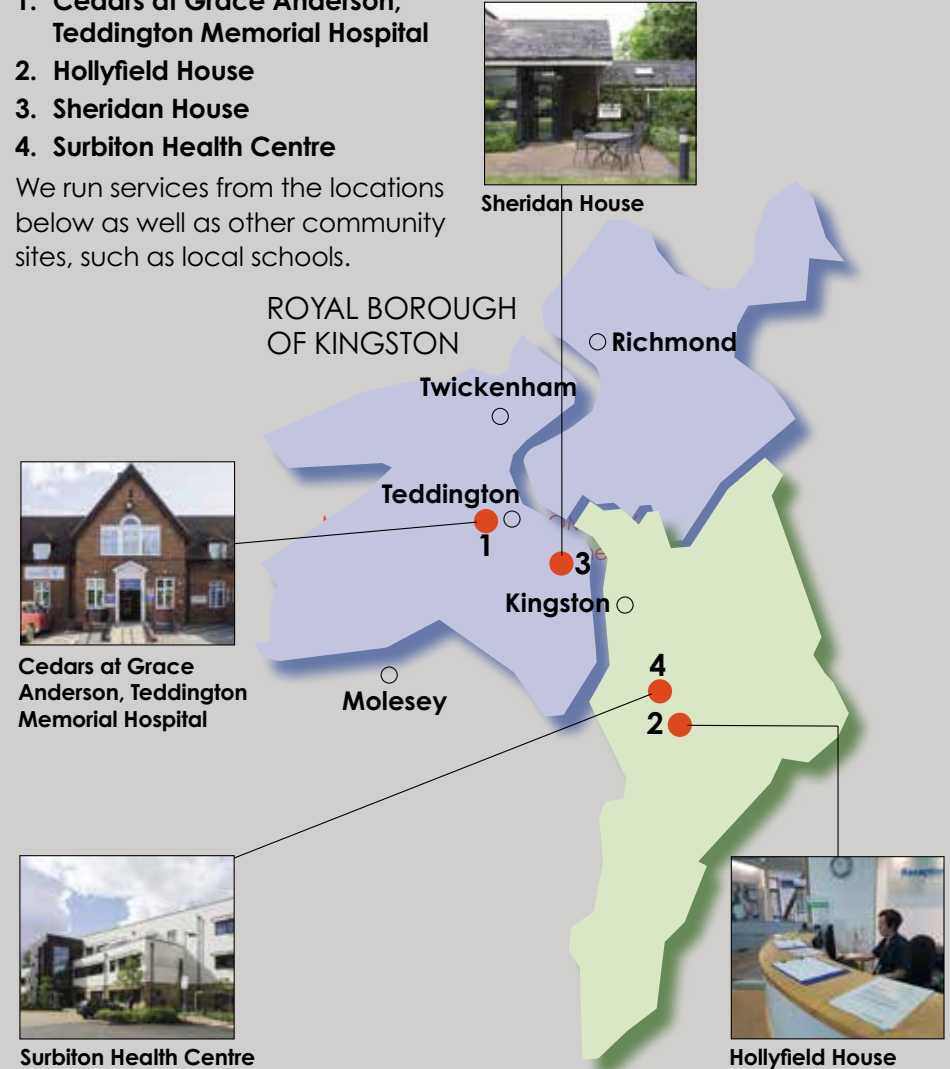 1. Cedars at Grace Anderson,
Teddington Memorial Hospital
2. Hollyfield House
3. Sheridan House
4. Surbiton Health Centre
We run services from the locations
below as well as other community
sites, such as local schools.
Sheridan House
ROYAL BOROUGH
OF KINGSTON
Richmond
Twickenham
Teddington
1
3
Kingston
Cedars at Grace
Anderson, Teddington
Memorial Hospital
Molesey
4
2
Surbiton Health Centre
Hollyfield House